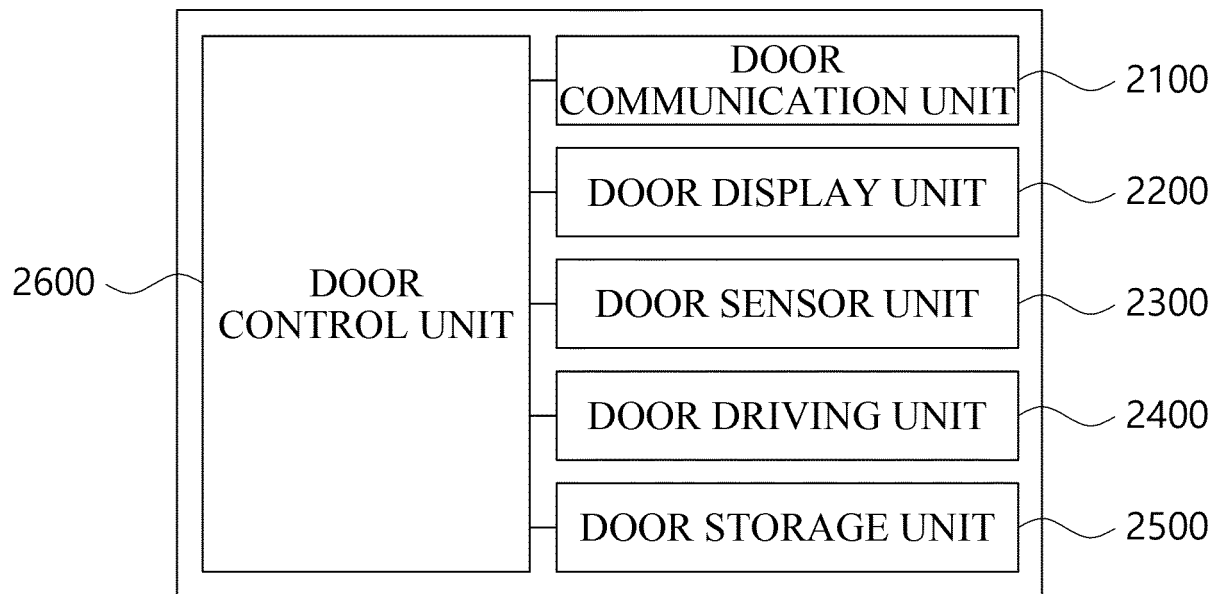 2600
DOOR
CONTROL UNIT
DOOR
COMMUNICATION UNIT
2100
DOOR DISPLAY UNIT
2200
DOOR SENSOR UNIT
2300
DOOR DRIVING UNIT
2400
DOOR STORAGE UNIT
2500